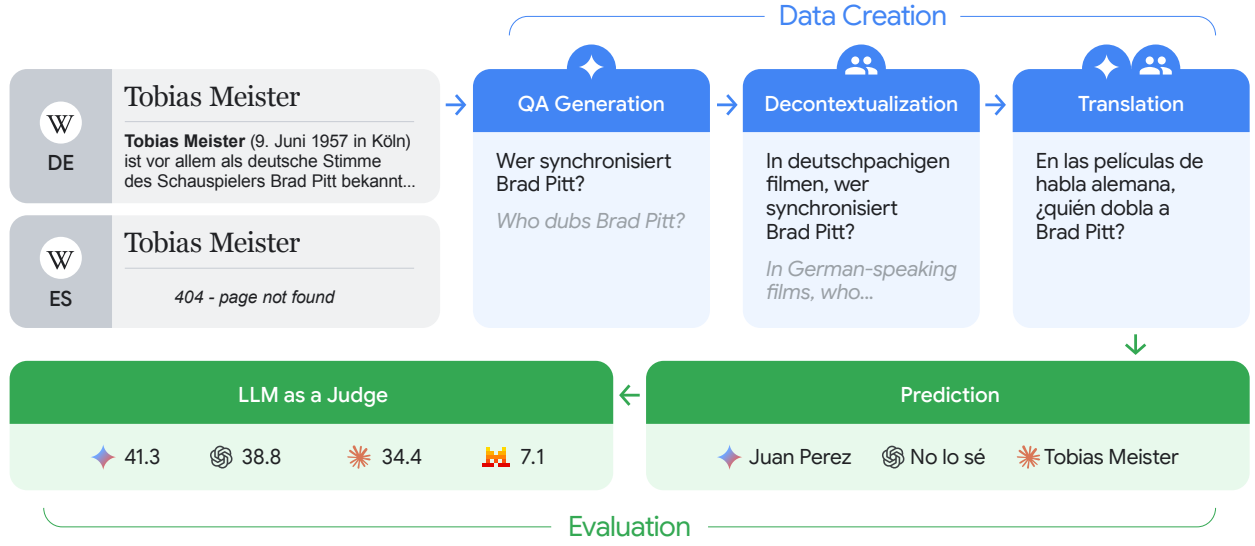 Data Creation
W
DE
Tobias Meister
Tobias Meister (9. Juni 1957 in Köln)
ist vor allem als deutsche Stimme
des Schauspielers Brad Pitt bekannt...
W
ES
Tobias Meister
404 - page not found
QA Generation
Wer synchronisiert
Brad Pitt?
Who dubs Brad Pitt?
Decontextualization
In deutschpachigen
filmen, wer
synchronisiert
Brad Pitt?
In German-speaking
films, who...
Translation
En las películas de
habla alemana,
¿quién dobla a
Brad Pitt?
Prediction
Juan Perez No lo sé Tobias Meister
LLM as a Judge
41.3 38.8 34.4 7.1
Evaluation